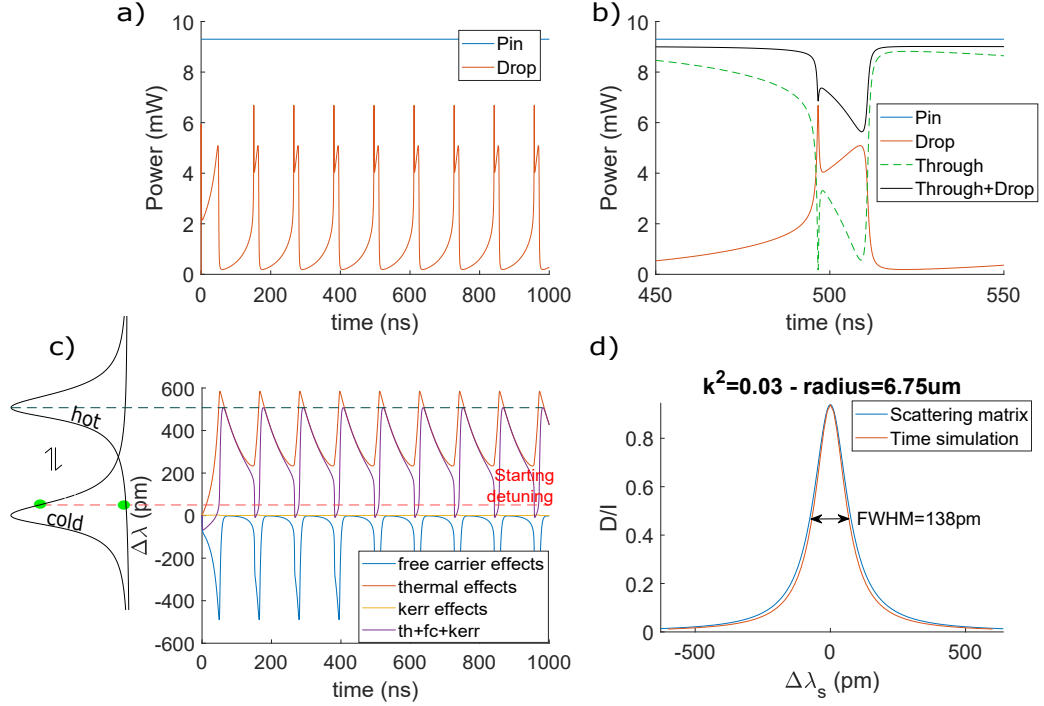 a)
10
8
6
4
2
0
Power (mW)
Pin
Drop
0
200
400
600
800
1000
time (ns)
b)
10
8
6
4
2
0
Power (mW)
Pin
Drop
Through
Through+Drop
450
500
550
time (ns)
c)
hot
cold
600
400
200
0
-200
-400
-600
Δλ (pm)
Starting
detuning
free carrier effects
thermal effects
kerr effects
th+fc+kerr
0
200
400
600
800
1000
time (ns)
d)
k²=0.03 - radius=6.75um
0.8
0.6
0.4
0.2
0
D/I
Scattering matrix
Time simulation
FWHM=138pm
-500
0
500
Δλₛ (pm)